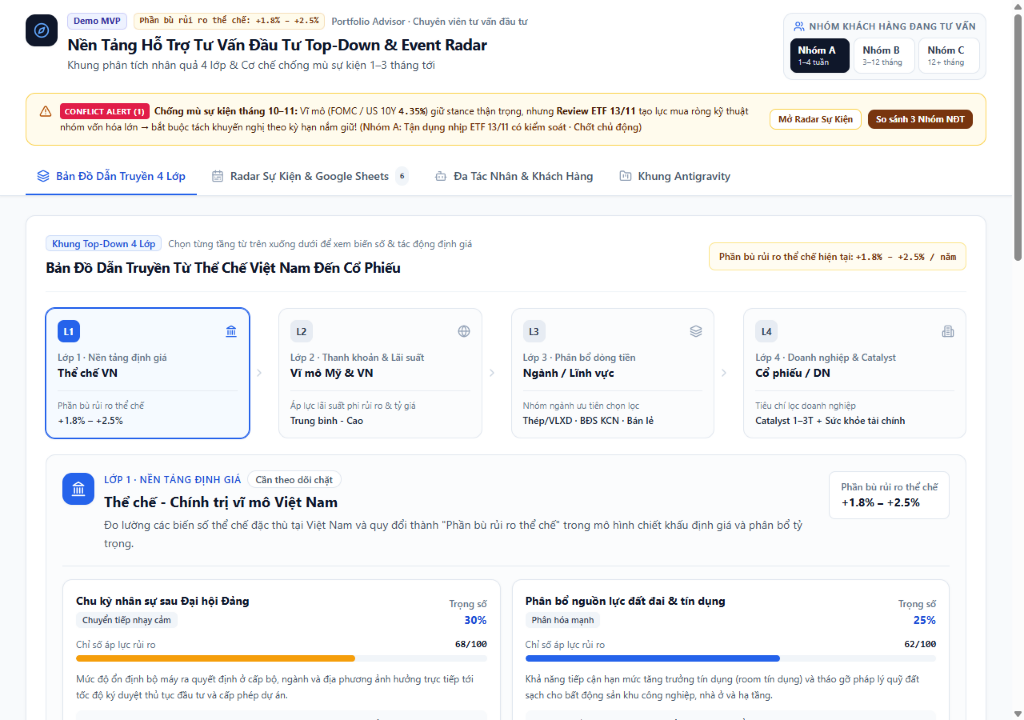 Demo MVP
Phần bù rủi ro thể chế: +1.8% – +2.5%
Portfolio Advisor · Chuyên viên tư vấn đầu tư
Nền Tảng Hỗ Trợ Tư Vấn Đầu Tư Top-Down & Event Radar
Khung phân tích nhân quả 4 lớp & Cơ chế chống mù sự kiện 1–3 tháng tới
NHÓM KHÁCH HÀNG ĐANG TƯ VẤN
Nhóm A
1–4 tuần
Nhóm B
3–12 tháng
Nhóm C
12+ tháng
CONFLICT ALERT (1) Chống mù sự kiện tháng 10–11: Vĩ mô (FOMC / US 10Y 4.35%) giữ stance thận trọng, nhưng Review ETF 13/11 tạo lực mua ròng kỹ thuật
nhóm vốn hóa lớn → bắt buộc tách khuyến nghị theo kỳ hạn nắm giữ! (Nhóm A: Tận dụng nhịp ETF 13/11 có kiểm soát · Chốt chủ động)
Mở Radar Sự Kiện
So sánh 3 Nhóm NĐT
Bản Đồ Dẫn Truyền 4 Lớp
Radar Sự Kiện & Google Sheets 6
Đa Tác Nhân & Khách Hàng
Khung Antigravity
Khung Top-Down 4 Lớp
Chọn từng tầng từ trên xuống dưới để xem biến số & tác động định giá
Bản Đồ Dẫn Truyền Từ Thể Chế Việt Nam Đến Cổ Phiếu
Phần bù rủi ro thể chế hiện tại: +1.8% – +2.5% / năm
L1
Lớp 1 · Nền tảng định giá
Thể chế VN
Phần bù rủi ro thể chế
+1.8% – +2.5%
L2
Lớp 2 · Thanh khoản & Lãi suất
Vĩ mô Mỹ & VN
Áp lực lãi suất phi rủi ro & tỷ giá
Trung bình - Cao
L3
Lớp 3 · Phân bổ dòng tiền
Ngành / Lĩnh vực
Nhóm ngành ưu tiên chọn lọc
Thép/VLXD · BĐS KCN · Bán lẻ
L4
Lớp 4 · Doanh nghiệp & Catalyst
Cổ phiếu / DN
Tiêu chí lọc doanh nghiệp
Catalyst 1–3T + Sức khỏe tài chính
LỚP 1 · NỀN TẢNG ĐỊNH GIÁ
Cần theo dõi chặt
Thể chế - Chính trị vĩ mô Việt Nam
Đo lường các biến số thể chế đặc thù tại Việt Nam và quy đổi thành "Phần bù rủi ro thể chế" trong mô hình chiết khấu định giá và phân bổ tỷ
trọng.
Phần bù rủi ro thể chế
+1.8% – +2.5%
Chu kỳ nhân sự sau Đại hội Đảng
Chuyển tiếp nhạy cảm
Trọng số
30%
Chỉ số áp lực rủi ro
68/100
Mức độ ổn định bộ máy ra quyết định ở cấp bộ, ngành và địa phương ảnh hưởng trực tiếp tới
tốc độ ký duyệt thủ tục đầu tư và cấp phép dự án.
Phân bổ nguồn lực đất đai & tín dụng
Phân hóa mạnh
Trọng số
25%
Chỉ số áp lực rủi ro
62/100
Khả năng tiếp cận hạn mức tăng trưởng tín dụng (room tín dụng) và tháo gỡ pháp lý quỹ đất
sạch cho bất động sản khu công nghiệp, nhà ở và hạ tầng.